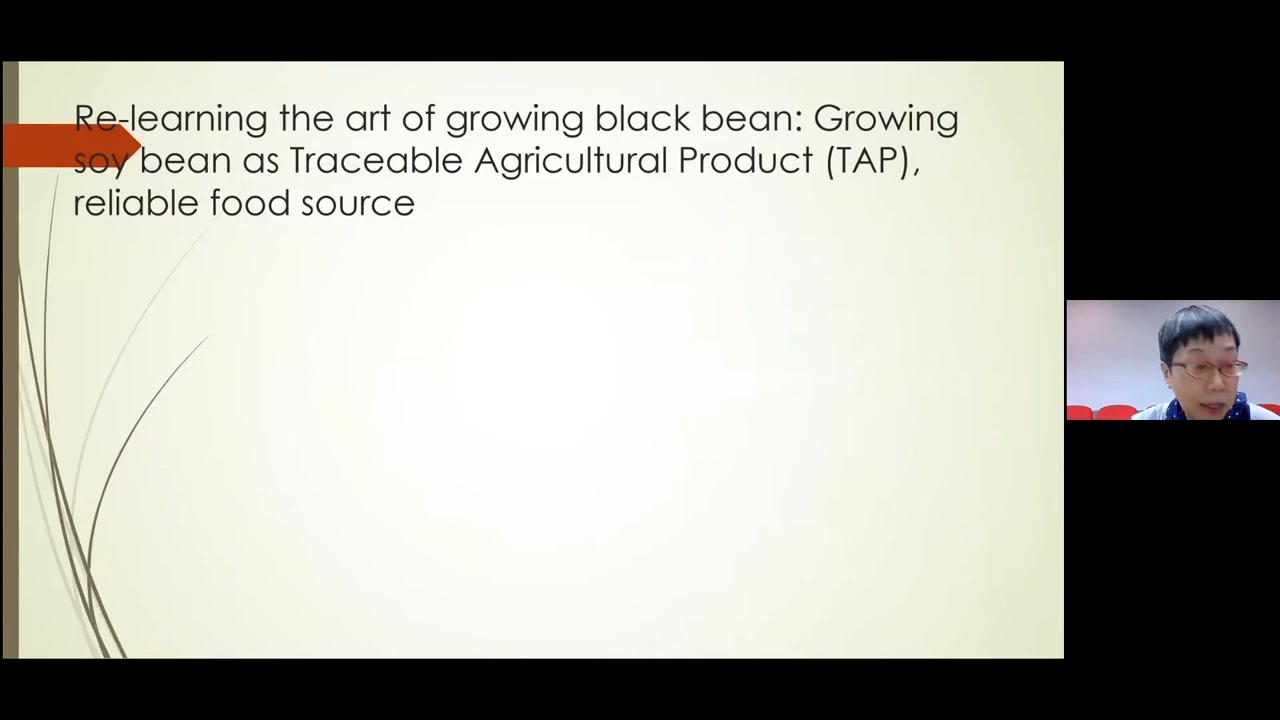 Re-learning the art of growing black bean: Growing
soy bean as Traceable Agricultural Product (TAP),
reliable food source